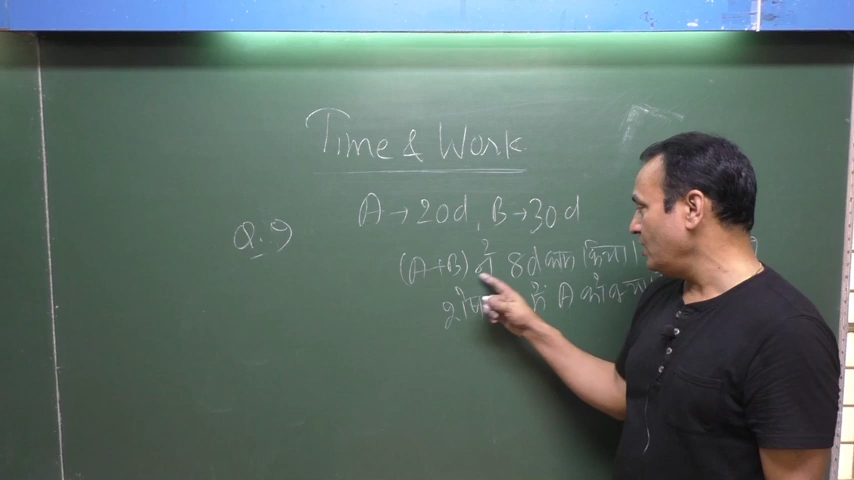 Time & Work
A → 20d, B → 30d
Q. 9
(A+B) ने 8d काम किया।
में A को